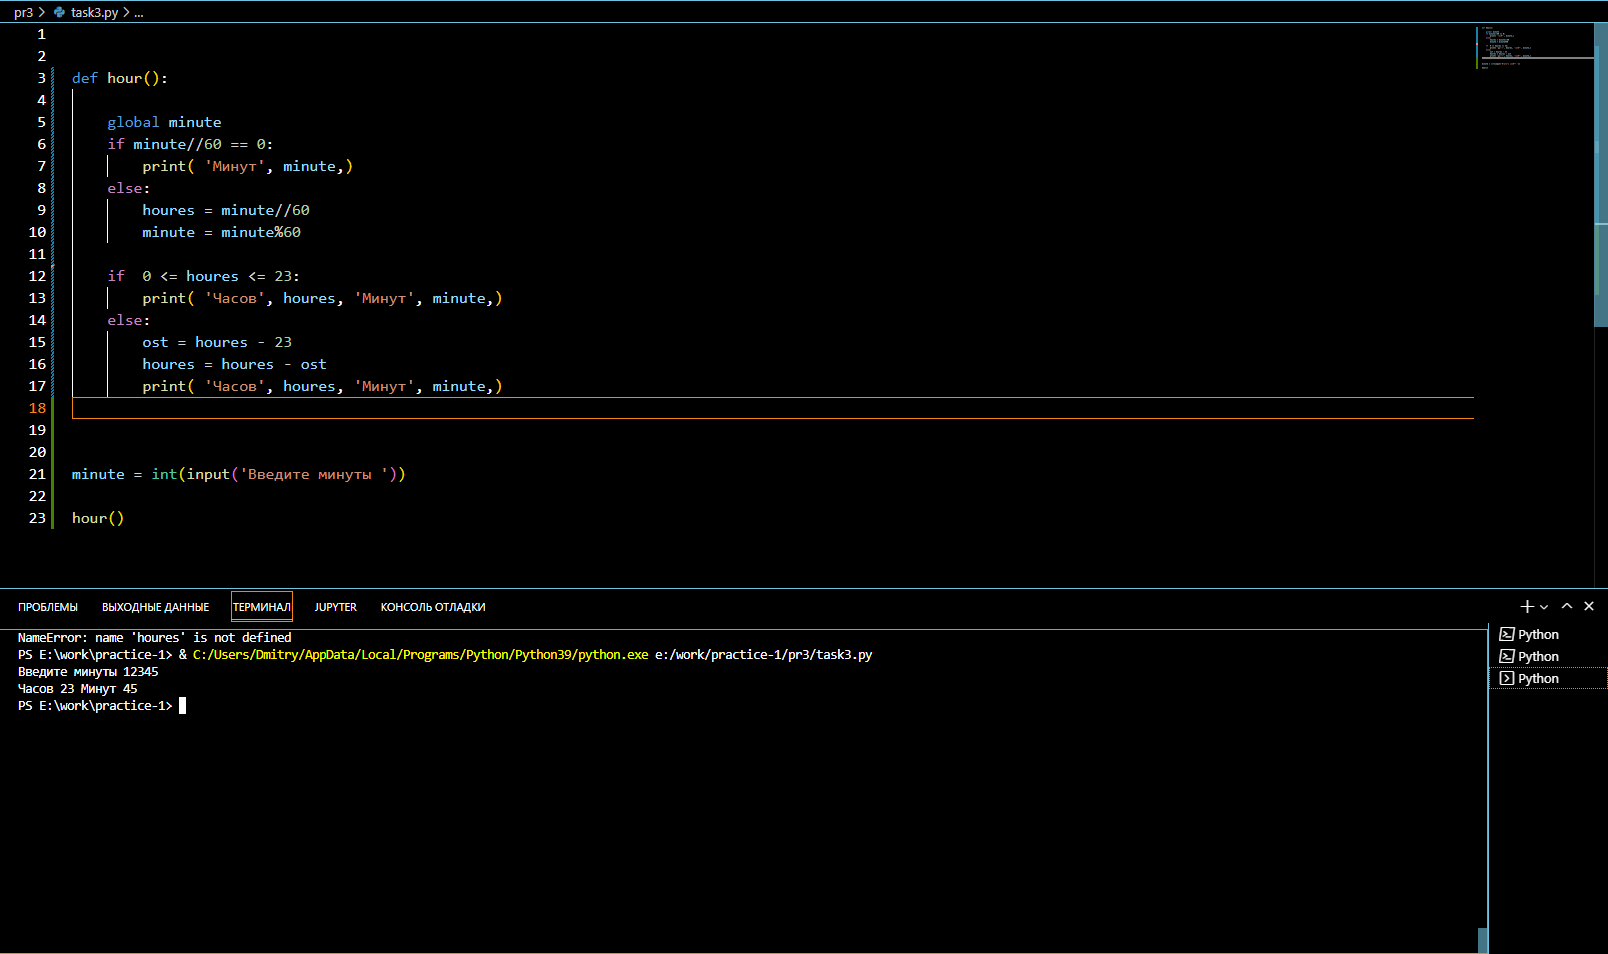 pr3 > task3.py > ...
1
2
3 def hour():
4
5 global minute
6 if minute//60 == 0:
7 print( 'Минут', minute,)
8 else:
9 houres = minute//60
10 minute = minute%60
11
12 if  0 <= houres <= 23:
13 print( 'Часов', houres, 'Минут', minute,)
14 else:
15 ost = houres - 23
16 houres = houres - ost
17 print( 'Часов', houres, 'Минут', minute,)
18
19
20
21 minute = int(input('Введите минуты '))
22
23 hour()
ПРОБЛЕМЫ ВЫХОДНЫЕ ДАННЫЕ ТЕРМИНАЛ JUPYTER КОНСОЛЬ ОТЛАДКИ
NameError: name 'houres' is not defined
PS E:\work\practice-1> & C:/Users/Dmitry/AppData/Local/Programs/Python/Python39/python.exe e:/work/practice-1/pr3/task3.py
Введите минуты 12345
Часов 23 Минут 45
PS E:\work\practice-1>
Python
Python
Python